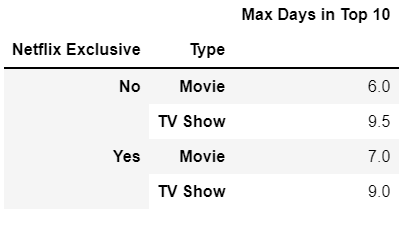 Max Days in Top 10
Netflix Exclusive Type
No Movie 6.0
TV Show 9.5
Yes Movie 7.0
TV Show 9.0